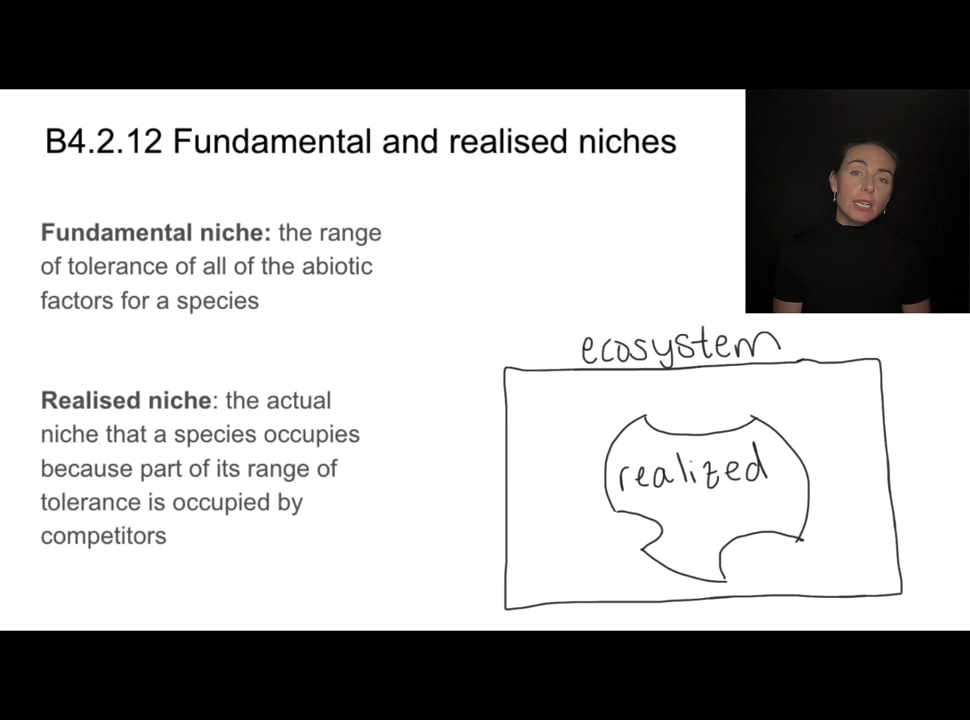 B4.2.12 Fundamental and realised niches
Fundamental niche: the range
of tolerance of all of the abiotic
factors for a species
Realised niche: the actual
niche that a species occupies
because part of its range of
tolerance is occupied by
competitors
ecosystem
realized